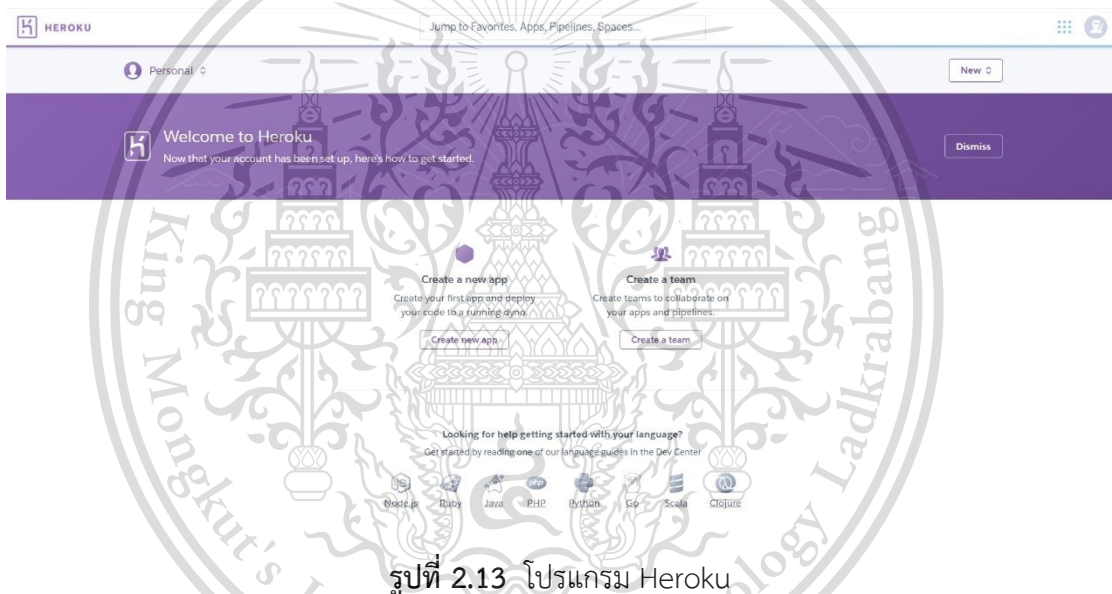 HEROKU
Jump to Favorites, Apps, Pipelines, Spaces...
Personal
New
Welcome to Heroku
Now that your account has been set up, here's how to get started.
Dismiss
Create a new app
Create your first app and deploy
your code to a running dyno.
Create new app
Create a team
Create teams to collaborate on
your apps and pipelines.
Create a team
Looking for help getting started with your language?
Get started by reading one of our language guides in the Dev Center
Node.js Ruby Java PHP Python Go Scala Clojure
King Mongkut's
Ladkrabang
รูปที่ 2.13 โปรแกรม Heroku